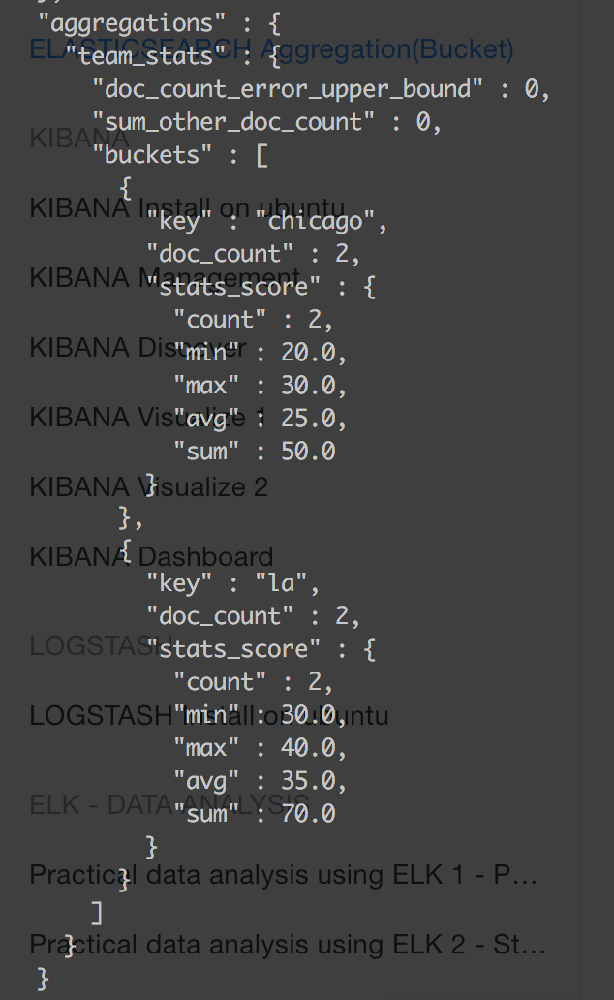 },
"aggregations" : {
ELASTICSEARCH Aggregation(Bucket)
"team_stats" : {
"doc_count_error_upper_bound" : 0,
"sum_other_doc_count" : 0,
KIBANA
"buckets" : [
{
KIBANA Install on ubuntu
"key" : "chicago",
"doc_count" : 2,
KIBANA Management
"stats_score" : {
"count" : 2,
KIBANA Discover
"min" : 20.0,
"max" : 30.0,
KIBANA Visualize 1
"avg" : 25.0,
"sum" : 50.0
}
KIBANA Visualize 2
},
{
KIBANA Dashboard
"key" : "la",
"doc_count" : 2,
LOGSTASH
"stats_score" : {
"count" : 2,
LOGSTASH Install on ubuntu
"min" : 30.0,
"max" : 40.0,
"avg" : 35.0,
ELK - DATA ANALYSIS
"sum" : 70.0
}
Practical data analysis using ELK 1 - P...
}
]
Practical data analysis using ELK 2 - St...
}
}